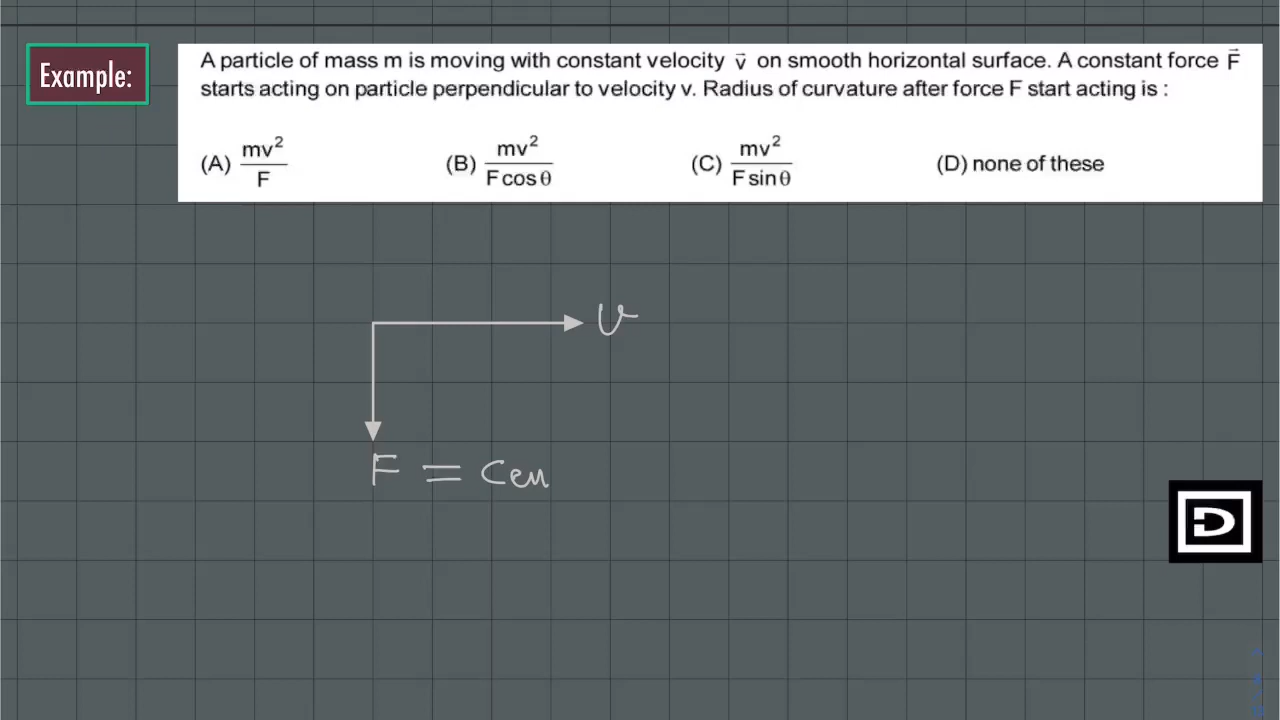 Example:
A particle of mass m is moving with constant velocity v⃗ on smooth horizontal surface. A constant force F⃗
starts acting on particle perpendicular to velocity v. Radius of curvature after force F start acting is :
(A) mv²/F (B) mv²/F cos θ (C) mv²/F sin θ (D) none of these
v
F = cen
D